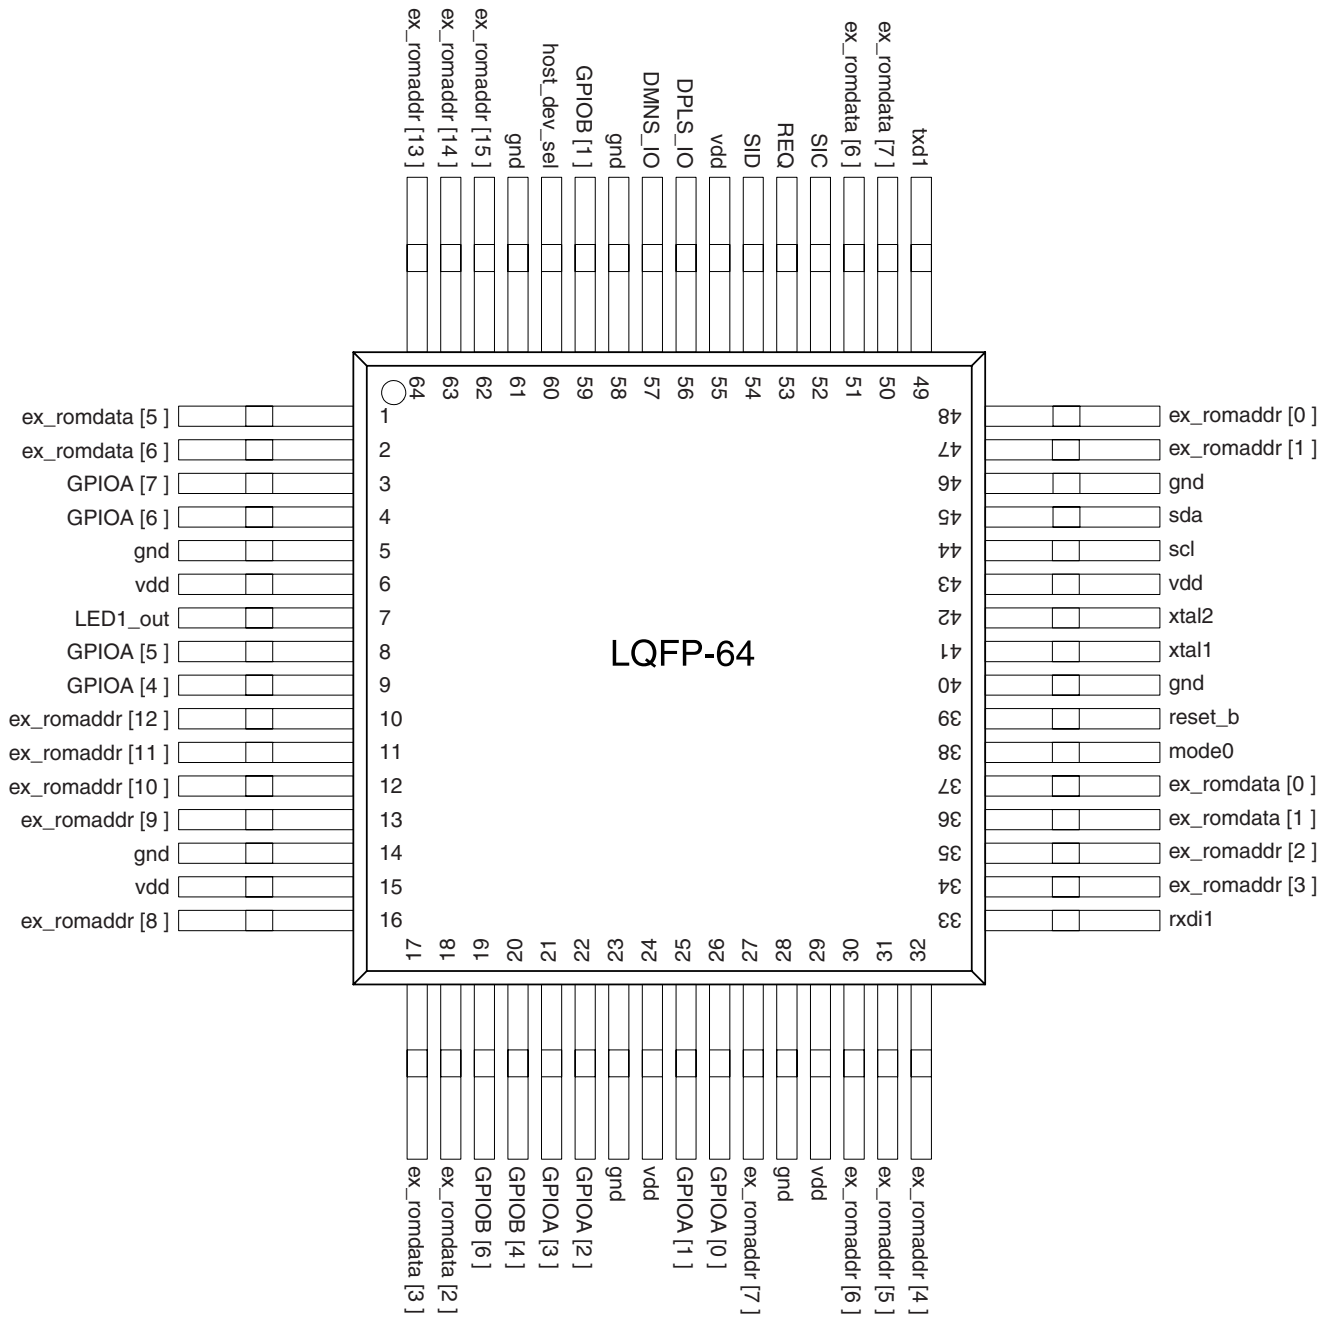 ex_romaddr [13 ]
ex_romaddr [14 ]
ex_romaddr [15 ]
gnd
host_dev_sel
GPIOB [1 ]
gnd
DMNS_IO
DPLS_IO
vdd
SID
REQ
SIC
ex_romdata [6 ]
ex_romdata [7 ]
txd1
64
63
62
61
60
59
58
57
56
55
54
53
52
51
50
49
ex_romdata [5 ]
1
ex_romdata [6 ]
2
GPIOA [7 ]
3
GPIOA [6 ]
4
gnd
5
vdd
6
LED1_out
7
GPIOA [5 ]
8
GPIOA [4 ]
9
ex_romaddr [12 ]
10
ex_romaddr [11 ]
11
ex_romaddr [10 ]
12
ex_romaddr [9 ]
13
gnd
14
vdd
15
ex_romaddr [8 ]
16
LQFP-64
48
ex_romaddr [0 ]
47
ex_romaddr [1 ]
46
gnd
45
sda
44
scl
43
vdd
42
xtal2
41
xtal1
40
gnd
39
reset_b
38
mode0
37
ex_romdata [0 ]
36
ex_romdata [1 ]
35
ex_romaddr [2 ]
34
ex_romaddr [3 ]
33
rxdi1
17
18
19
20
21
22
23
24
25
26
27
28
29
30
31
32
ex_romdata [3 ]
ex_romdata [2 ]
GPIOB [6 ]
GPIOB [4 ]
GPIOA [3 ]
GPIOA [2 ]
gnd
vdd
GPIOA [1 ]
GPIOA [0 ]
ex_romaddr [7 ]
gnd
vdd
ex_romaddr [6 ]
ex_romaddr [5 ]
ex_romaddr [4 ]